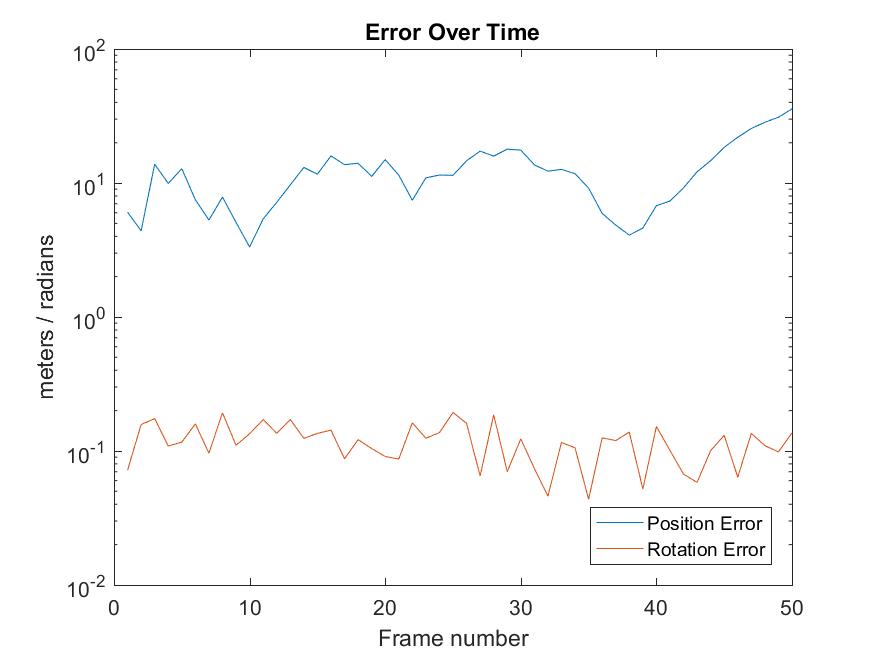 Error Over Time
10^2
10^1
10^0
10^-1
10^-2
meters / radians
Position Error
Rotation Error
0 10 20 30 40 50
Frame number